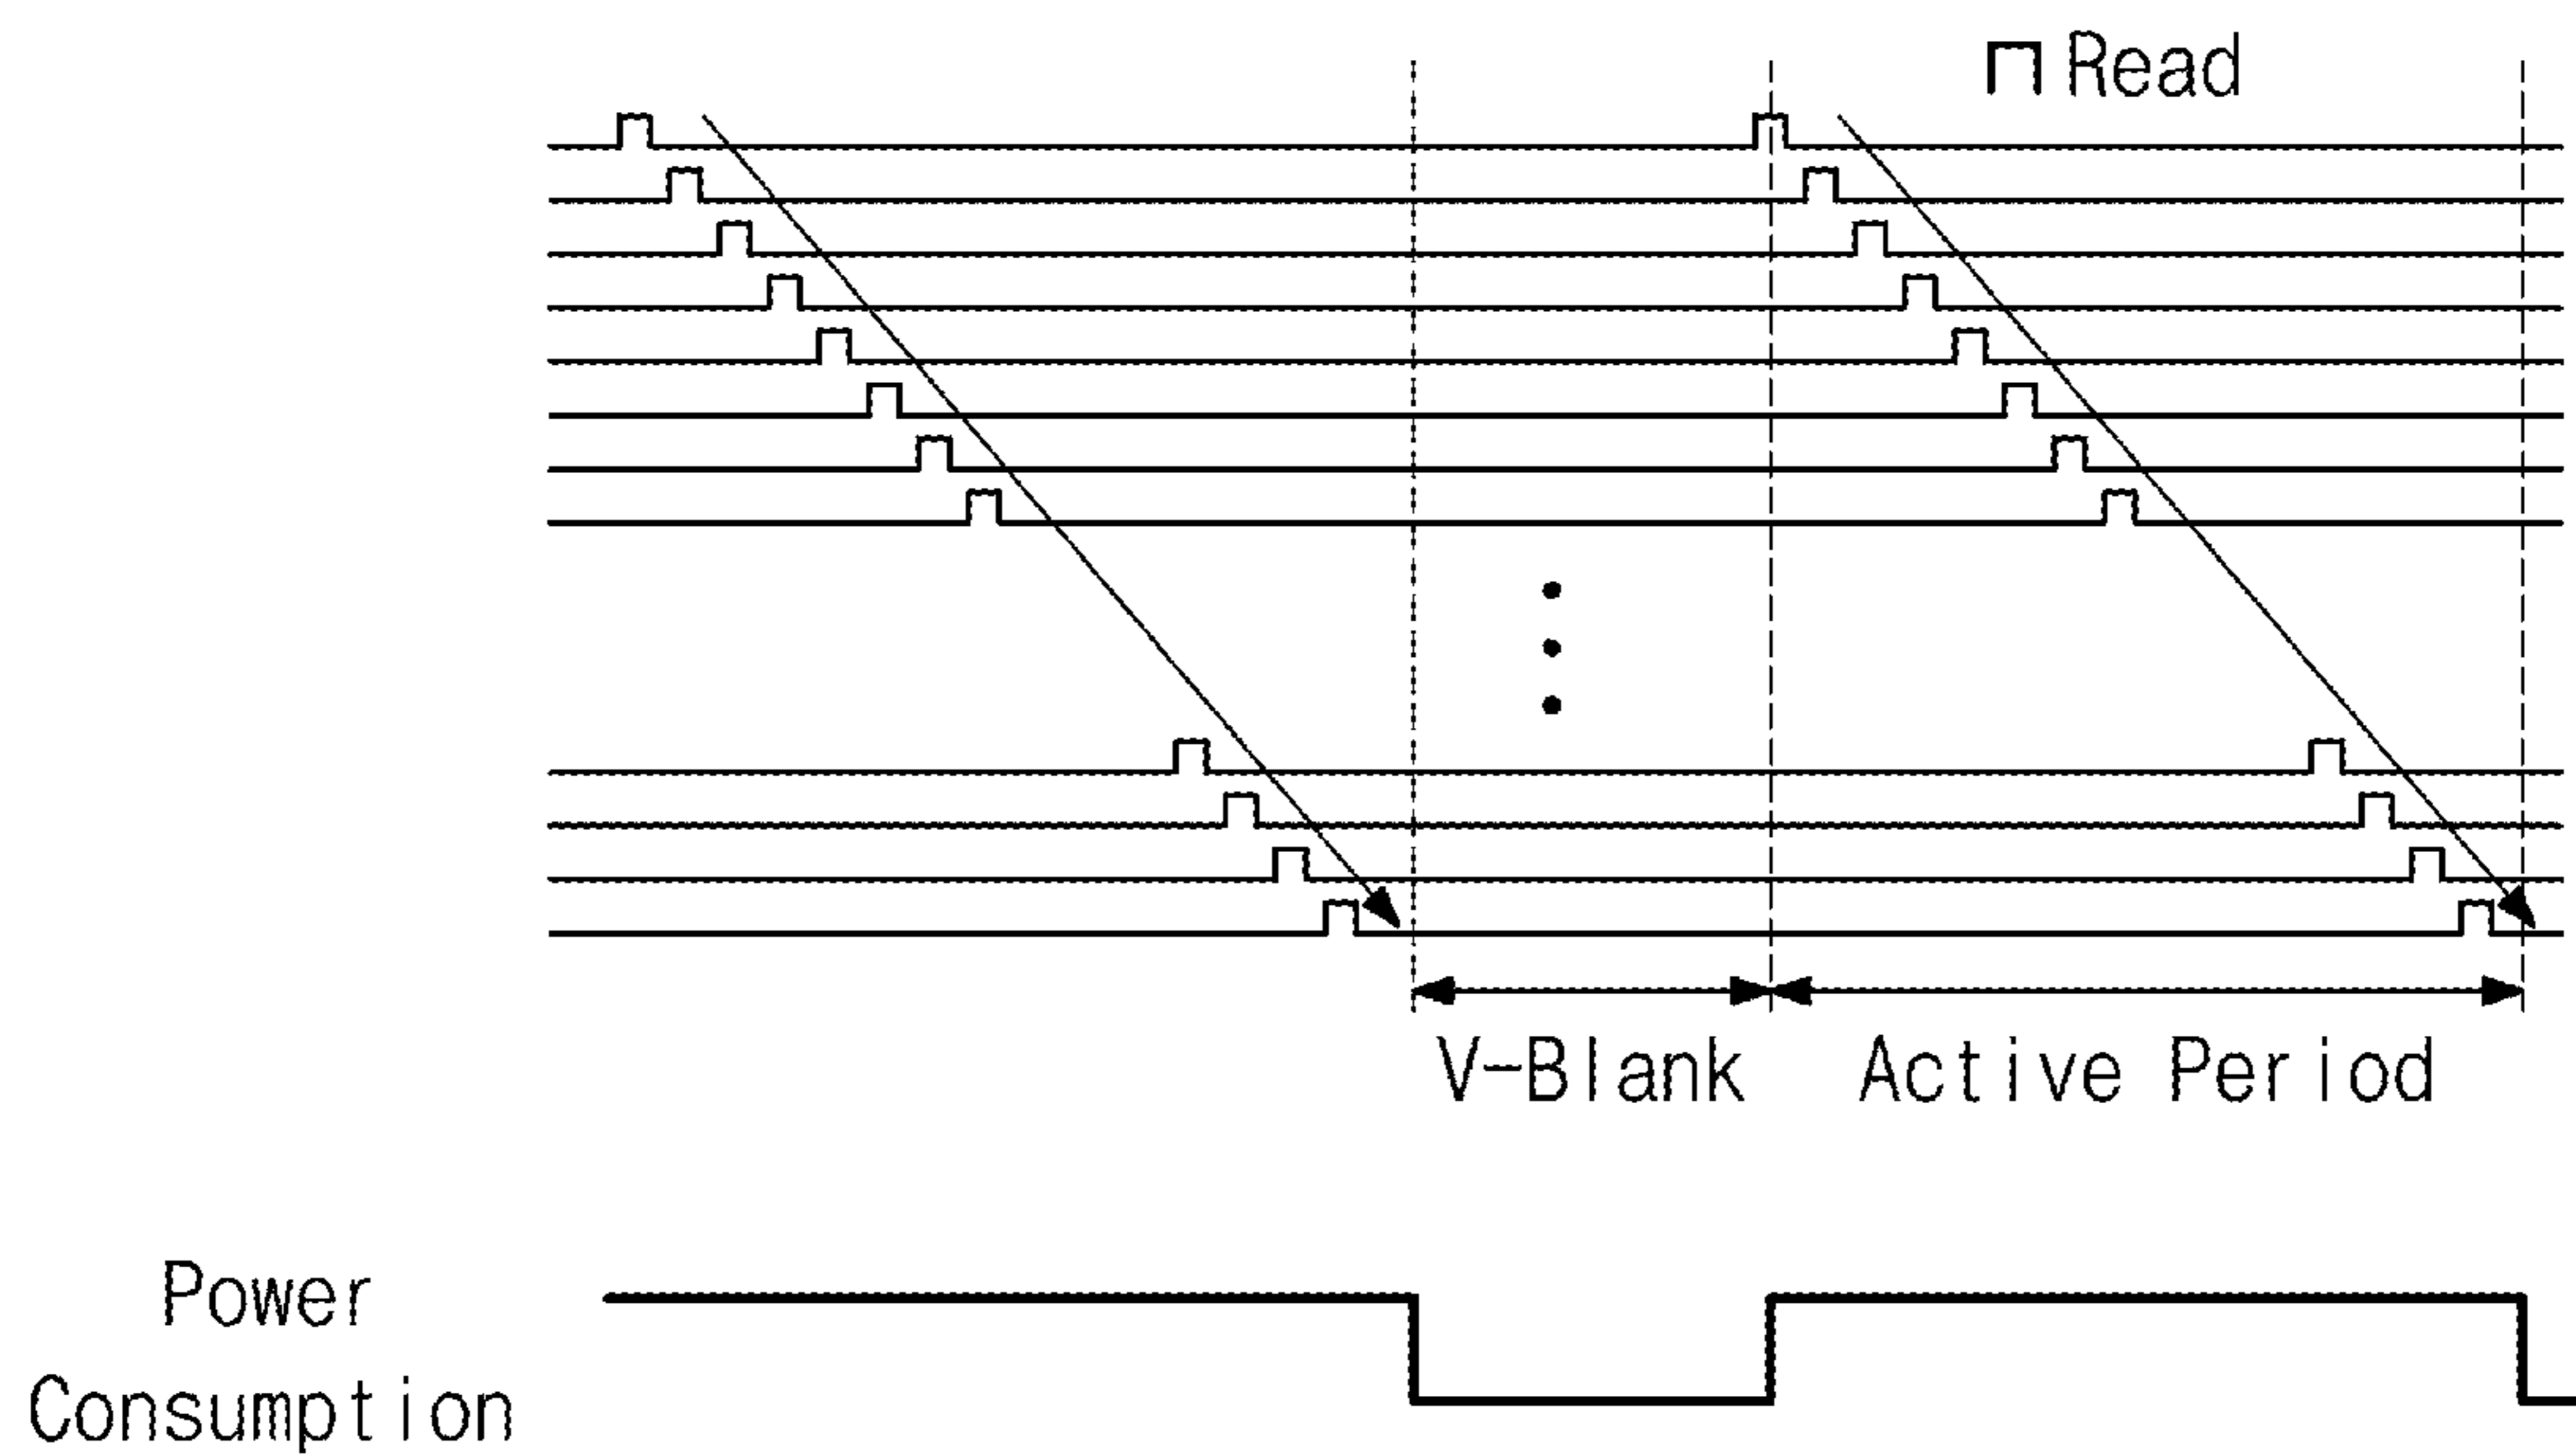 Read
V-Blank
Active Period
Power
Consumption